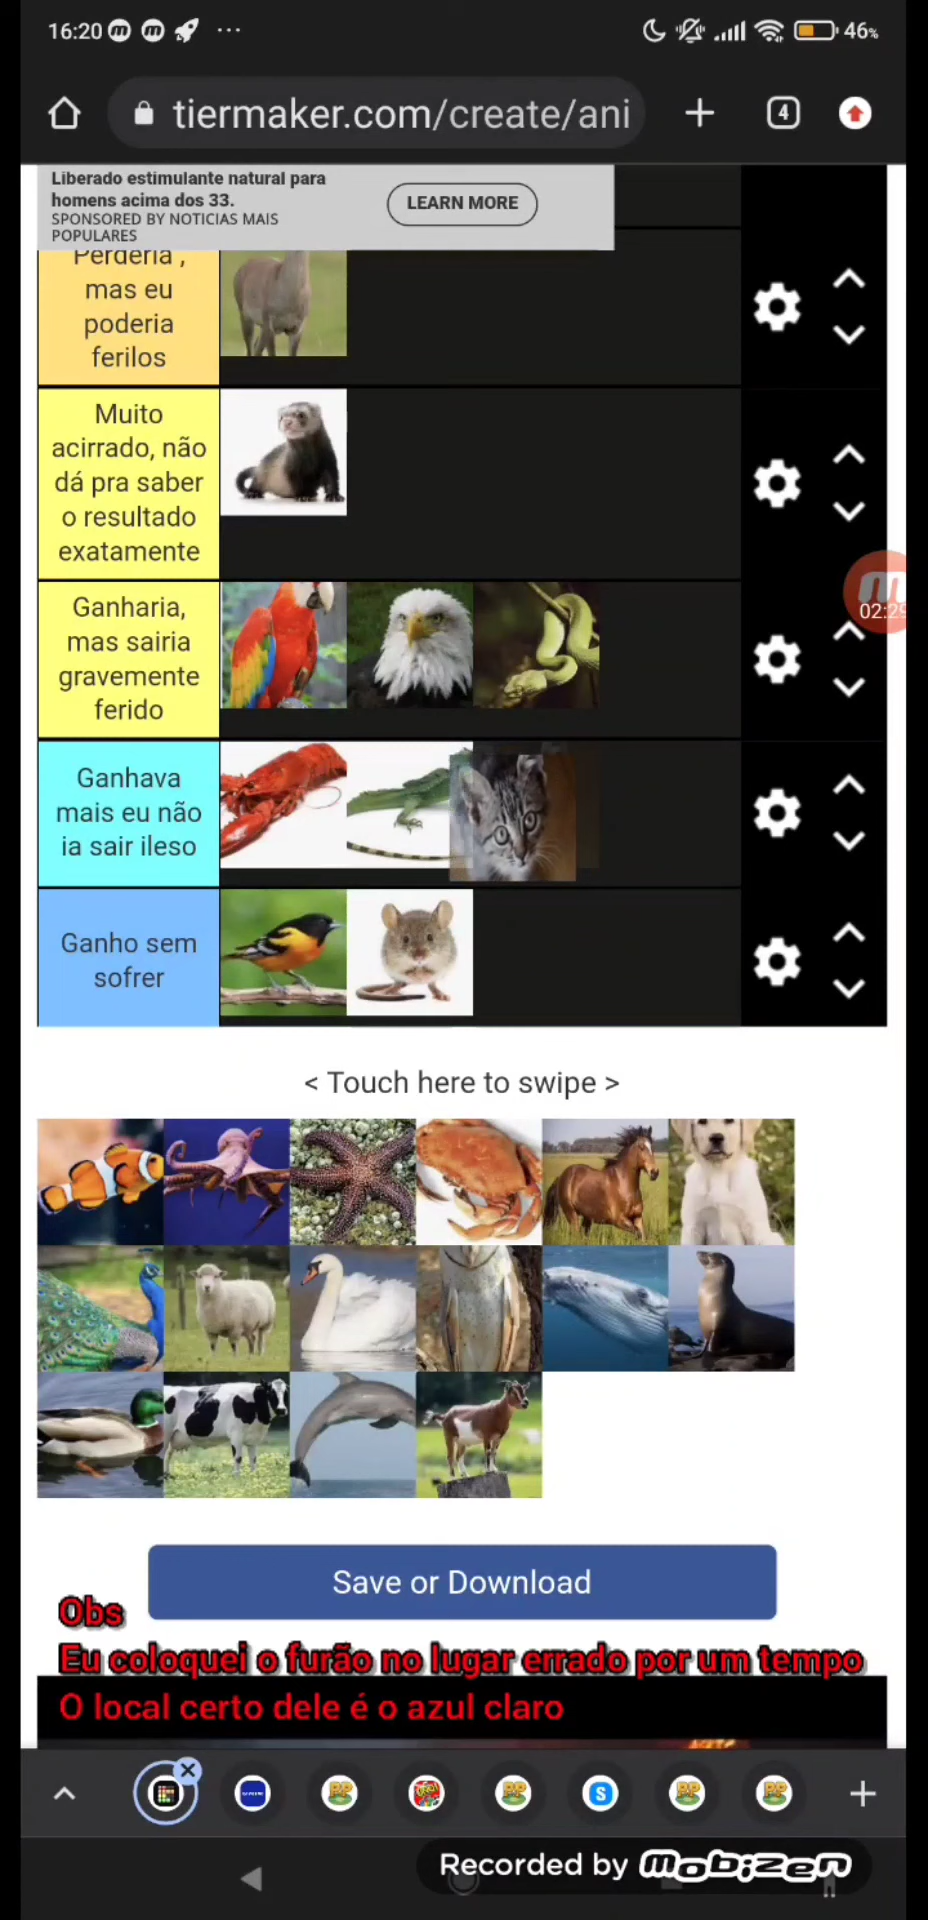 16:20
46%
tiermaker.com/create/ani
4
Liberado estimulante natural para
homens acima dos 33.
SPONSORED BY NOTICIAS MAIS
POPULARES
LEARN MORE
Perderia ,
mas eu
poderia
ferilos
Muito
acirrado, não
dá pra saber
o resultado
exatamente
Ganharia,
mas sairia
gravemente
ferido
02:29
Ganhava
mais eu não
ia sair ileso
Ganho sem
sofrer
< Touch here to swipe >
Save or Download
Obs
Eu coloquei o furão no lugar errado por um tempo
O local certo dele é o azul claro
Recorded by Mobizen